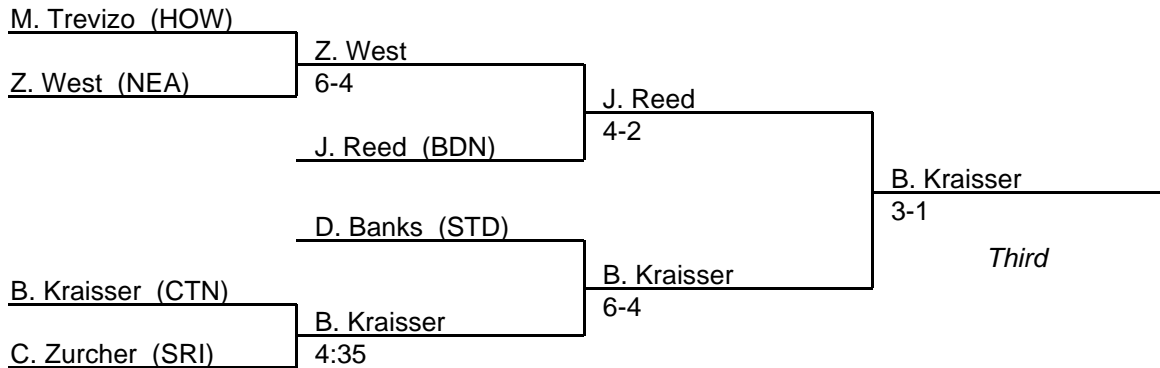 M. Trevizo (HOW)
Z. West
Z. West (NEA)
6-4
J. Reed
4-2
J. Reed (BDN)
B. Kraisser
3-1
D. Banks (STD)
Third
B. Kraisser
B. Kraisser (CTN)
6-4
B. Kraisser
C. Zurcher (SRI)
4:35